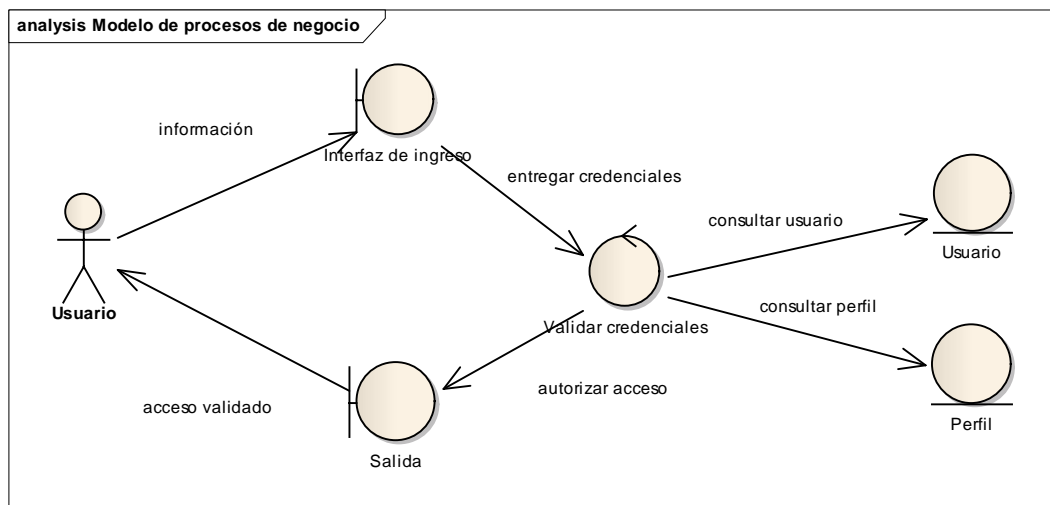 analysis Modelo de procesos de negocio
información
Interfaz de ingreso
entregar credenciales
consultar usuario
Usuario
Usuario
consultar perfil
Validar credenciales
autorizar acceso
acceso validado
Perfil
Salida